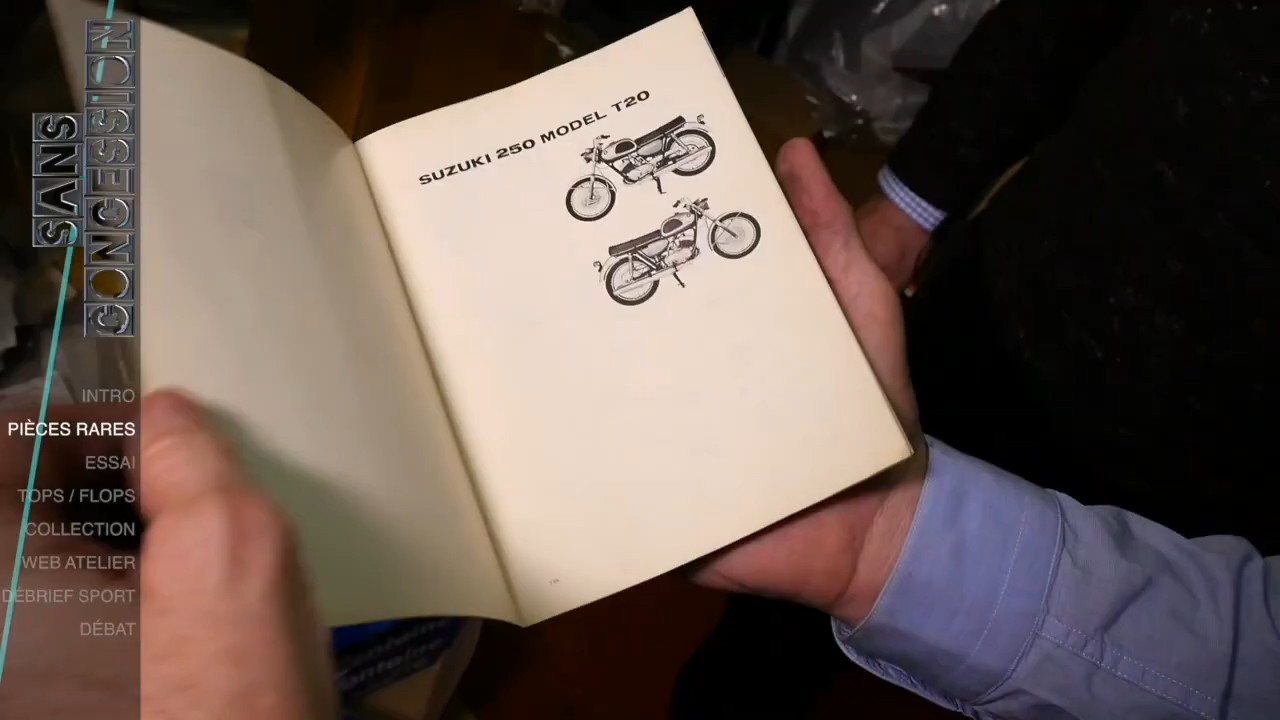 SANS
CONCESSION
INTRO
PIÈCES RARES
ESSAI
TOPS / FLOPS
COLLECTION
WEB ATELIER
DÉBRIEF SPORT
DÉBAT
SUZUKI 250 MODEL T20